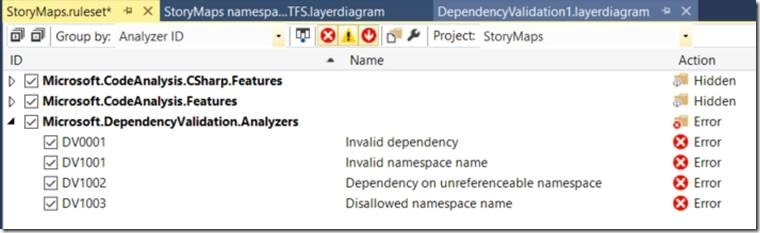 StoryMaps.ruleset* StoryMaps namespa...TFS.layerdiagram DependencyValidation1.layerdiagram
Group by: Analyzer ID Project: StoryMaps
ID Name Action
Microsoft.CodeAnalysis.CSharp.Features Hidden
Microsoft.CodeAnalysis.Features Hidden
Microsoft.DependencyValidation.Analyzers Error
DV0001 Invalid dependency Error
DV1001 Invalid namespace name Error
DV1002 Dependency on unreferenceable namespace Error
DV1003 Disallowed namespace name Error